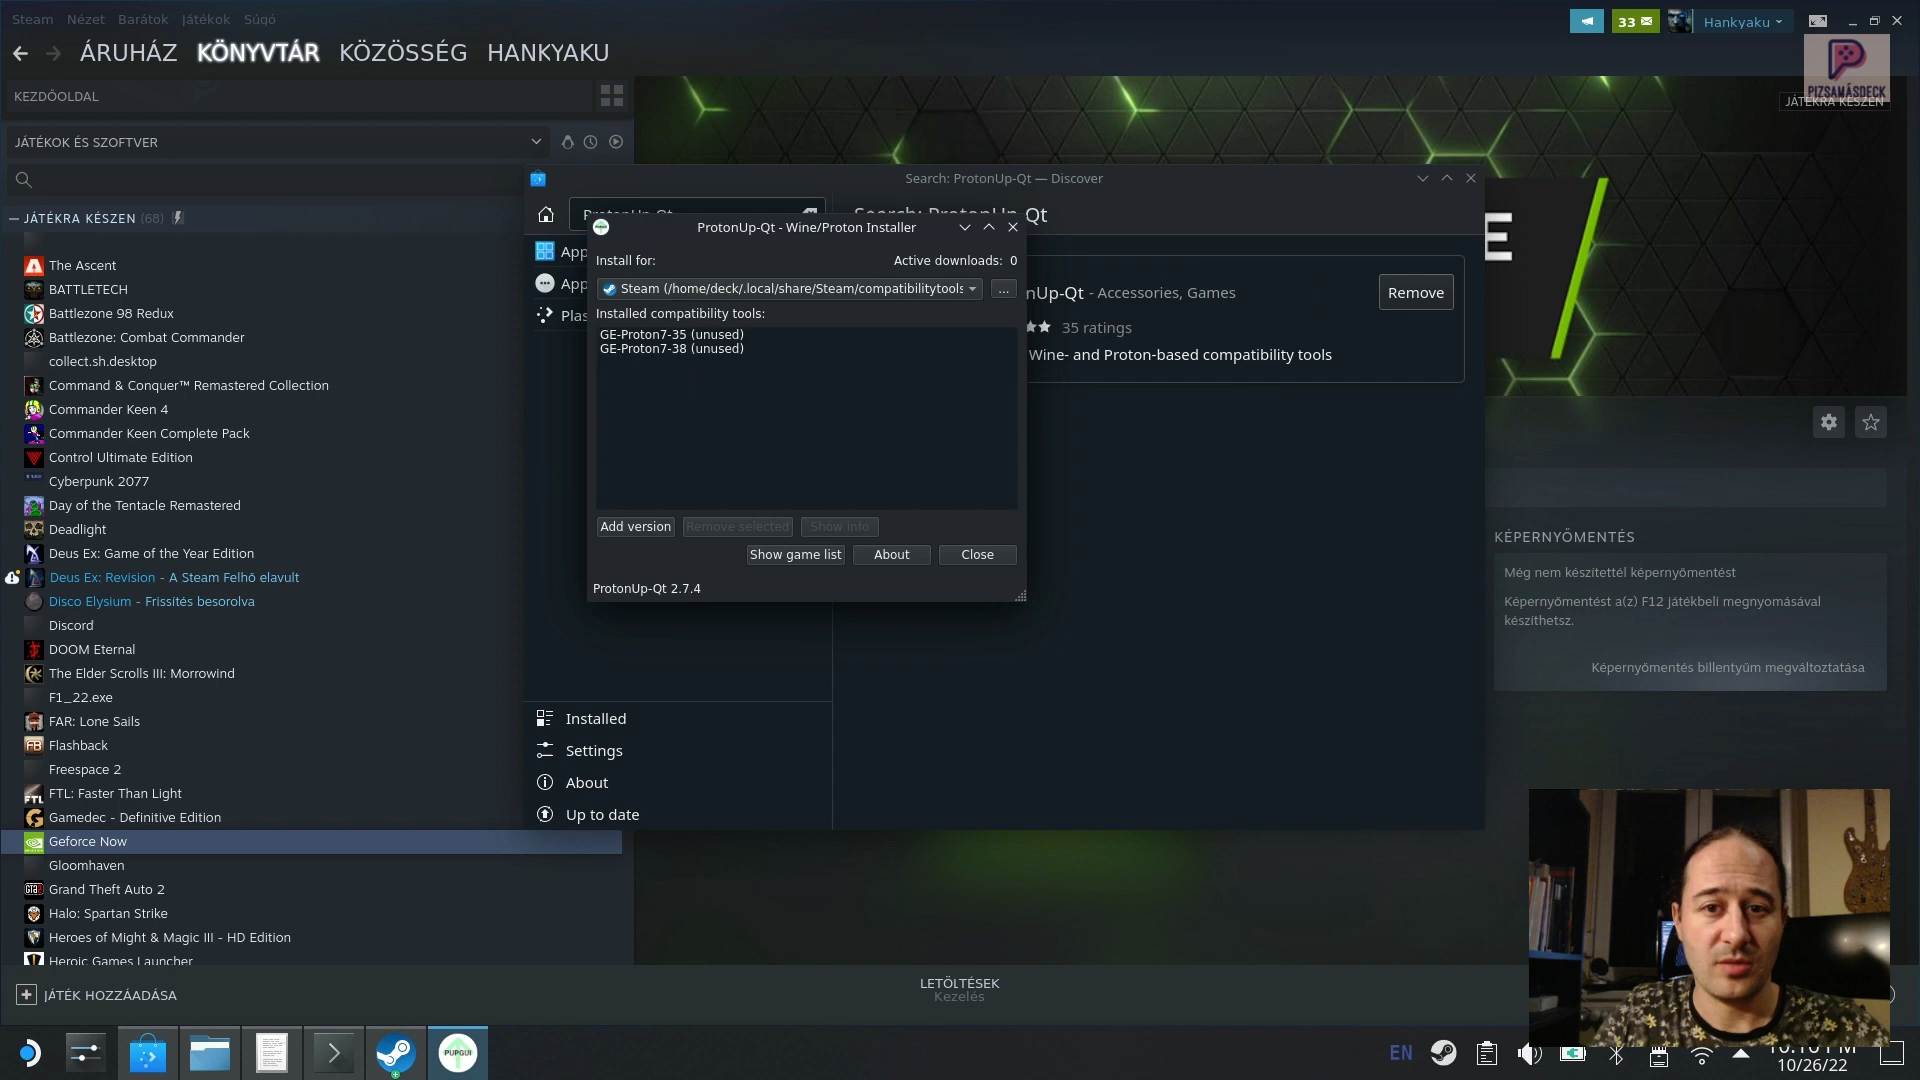 Steam Nézet Barátok Játékok Súgó
33
Hankyaku
ÁRUHÁZ KÖNYVTÁR KÖZÖSSÉG HANKYAKU
PIZSAMÁSDECK
JÁTÉKRA KÉSZEN
KEZDŐOLDAL
JÁTÉKOK ÉS SZOFTVER
JÁTÉKRA KÉSZEN (68)
The Ascent
BATTLETECH
Battlezone 98 Redux
Battlezone: Combat Commander
collect.sh.desktop
Command & Conquer™ Remastered Collection
Commander Keen 4
Commander Keen Complete Pack
Control Ultimate Edition
Cyberpunk 2077
Day of the Tentacle Remastered
Deadlight
Deus Ex: Game of the Year Edition
Deus Ex: Revision - A Steam Felhő elavult
Disco Elysium - Frissítés besorolva
Discord
DOOM Eternal
The Elder Scrolls III: Morrowind
F1_22.exe
FAR: Lone Sails
Flashback
Freespace 2
FTL: Faster Than Light
Gamedec - Definitive Edition
Geforce Now
Gloomhaven
Grand Theft Auto 2
Halo: Spartan Strike
Heroes of Might & Magic III - HD Edition
Heroic Games Launcher
JÁTÉK HOZZÁADÁSA
Search: ProtonUp-Qt — Discover
ProtonUp-Qt
Search: ProtonUp-Qt
App
App
Plas
Installed
Settings
About
Up to date
nUp-Qt - Accessories, Games
Remove
35 ratings
Wine- and Proton-based compatibility tools
ProtonUp-Qt - Wine/Proton Installer
Install for:
Active downloads: 0
Steam (/home/deck/.local/share/Steam/compatibilitytools
...
Installed compatibility tools:
GE-Proton7-35 (unused)
GE-Proton7-38 (unused)
Add version Remove selected Show info
Show game list About Close
ProtonUp-Qt 2.7.4
E
KÉPERNYŐMENTÉS
Még nem készítettél képernyőmentést
Képernyőmentést a(z) F12 játékbeli megnyomásával
készíthetsz.
Képernyőmentés billentyűm megváltoztatása
LETÖLTÉSEK
Kezelés
PUPGUI
EN
10/26/22